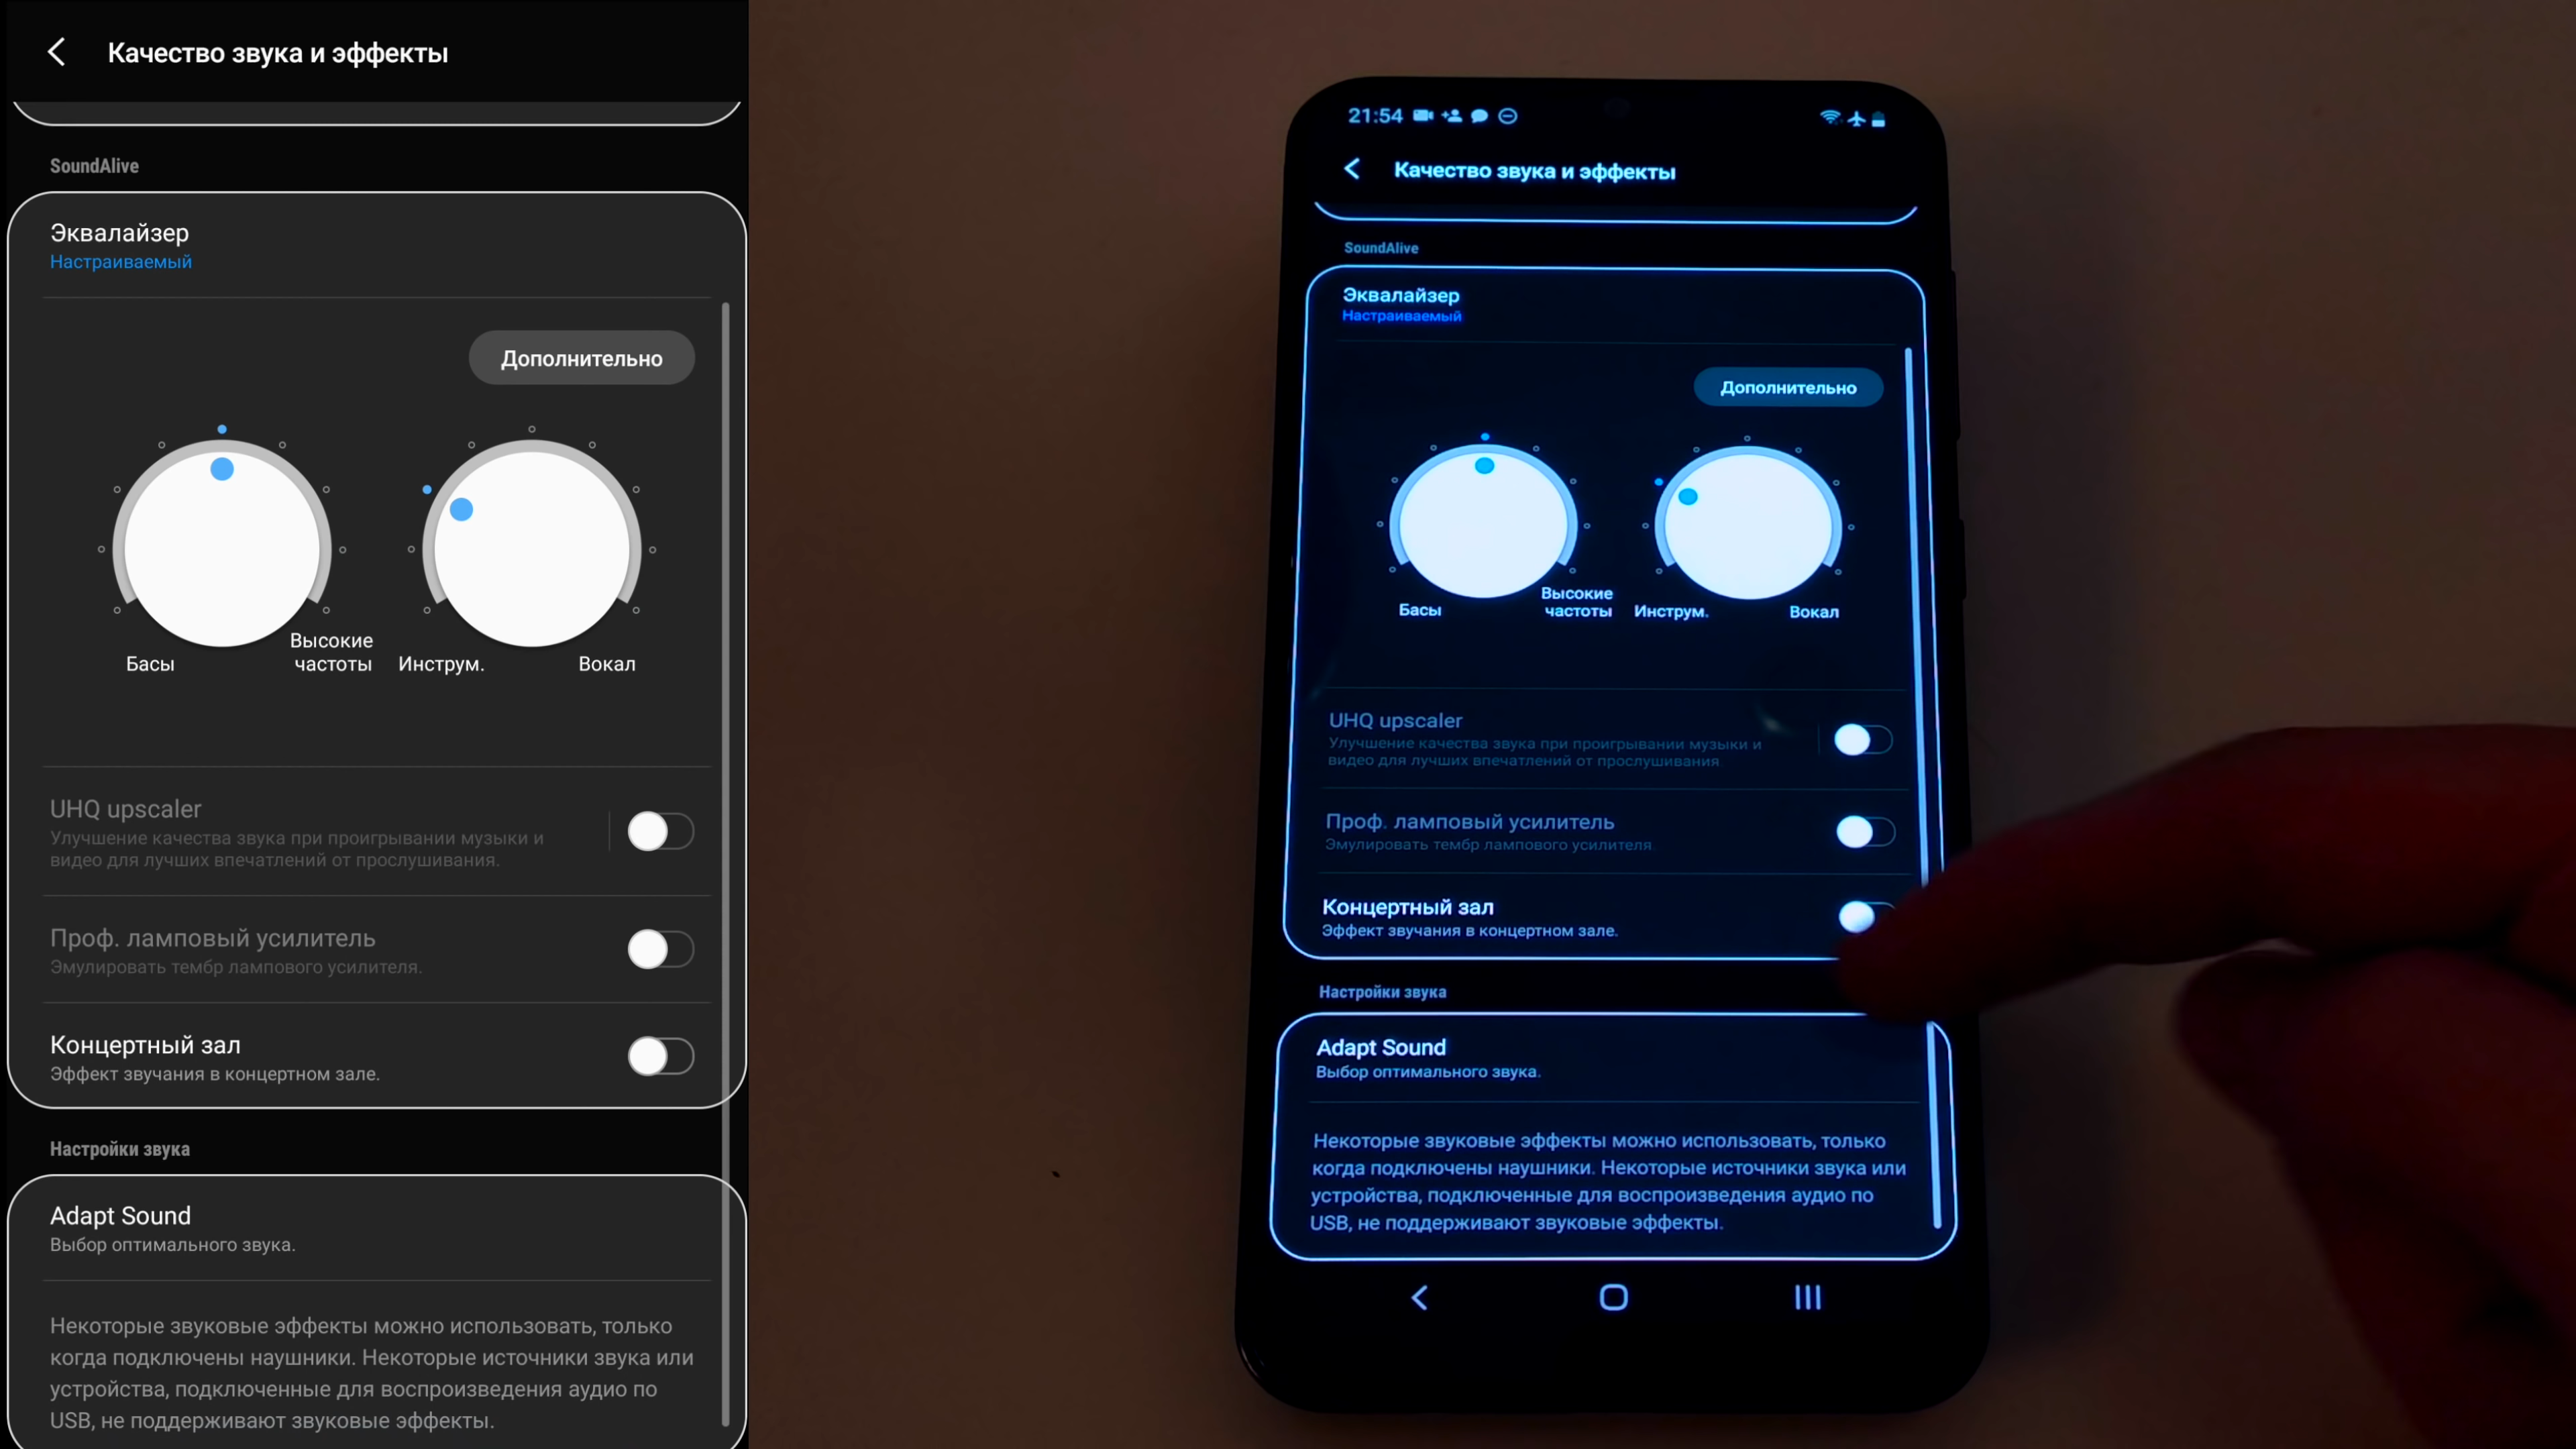 Качество звука и эффекты
SoundAlive
Эквалайзер
Настраиваемый
Дополнительно
Басы
Высокие
частоты
Инструм.
Вокал
UHQ upscaler
Улучшение качества звука при проигрывании музыки и
видео для лучших впечатлений от прослушивания.
Проф. ламповый усилитель
Эмулировать тембр лампового усилителя.
Концертный зал
Эффект звучания в концертном зале.
Настройки звука
Adapt Sound
Выбор оптимального звука.
Некоторые звуковые эффекты можно использовать, только
когда подключены наушники. Некоторые источники звука или
устройства, подключенные для воспроизведения аудио по
USB, не поддерживают звуковые эффекты.
21:54
Качество звука и эффекты
SoundAlive
Эквалайзер
Настраиваемый
Дополнительно
Басы
Высокие
частоты
Инструм.
Вокал
UHQ upscaler
Улучшение качества звука при проигрывании музыки и
видео для лучших впечатлений от прослушивания
Проф. ламповый усилитель
Эмулировать тембр лампового усилителя.
Концертный зал
Эффект звучания в концертном зале.
Настройки звука
Adapt Sound
Выбор оптимального звука.
Некоторые звуковые эффекты можно использовать, только
когда подключены наушники. Некоторые источники звука или
устройства, подключенные для воспроизведения аудио по
USB, не поддерживают звуковые эффекты.